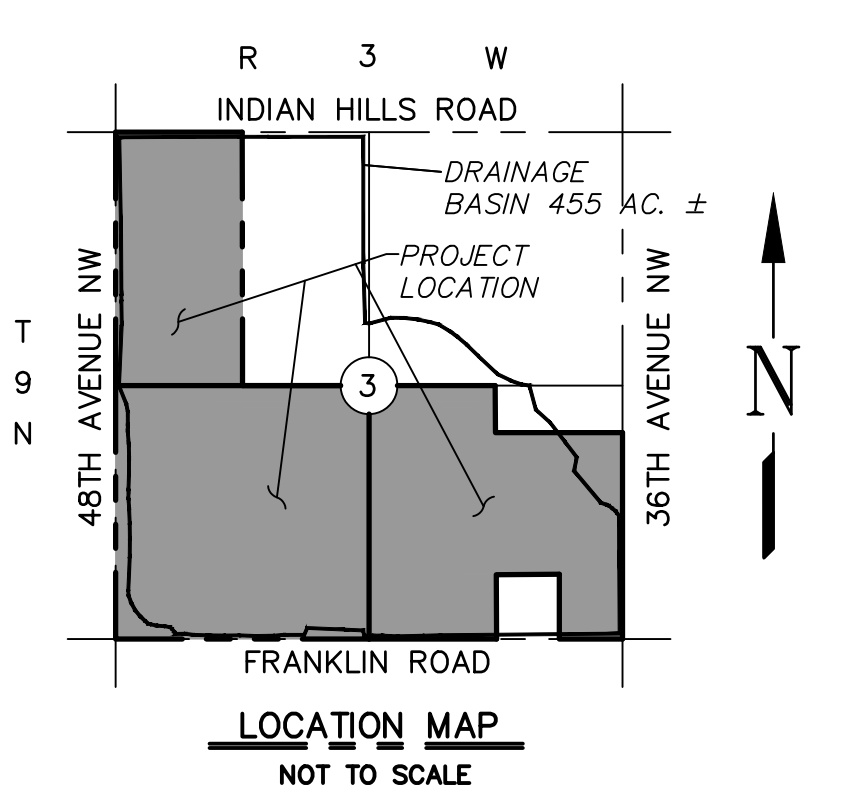 R 3 W
INDIAN HILLS ROAD
DRAINAGE
BASIN 455 AC. ±
PROJECT
LOCATION
48TH AVENUE NW
36TH AVENUE NW
T
9
N
3
N
FRANKLIN ROAD
LOCATION MAP
NOT TO SCALE